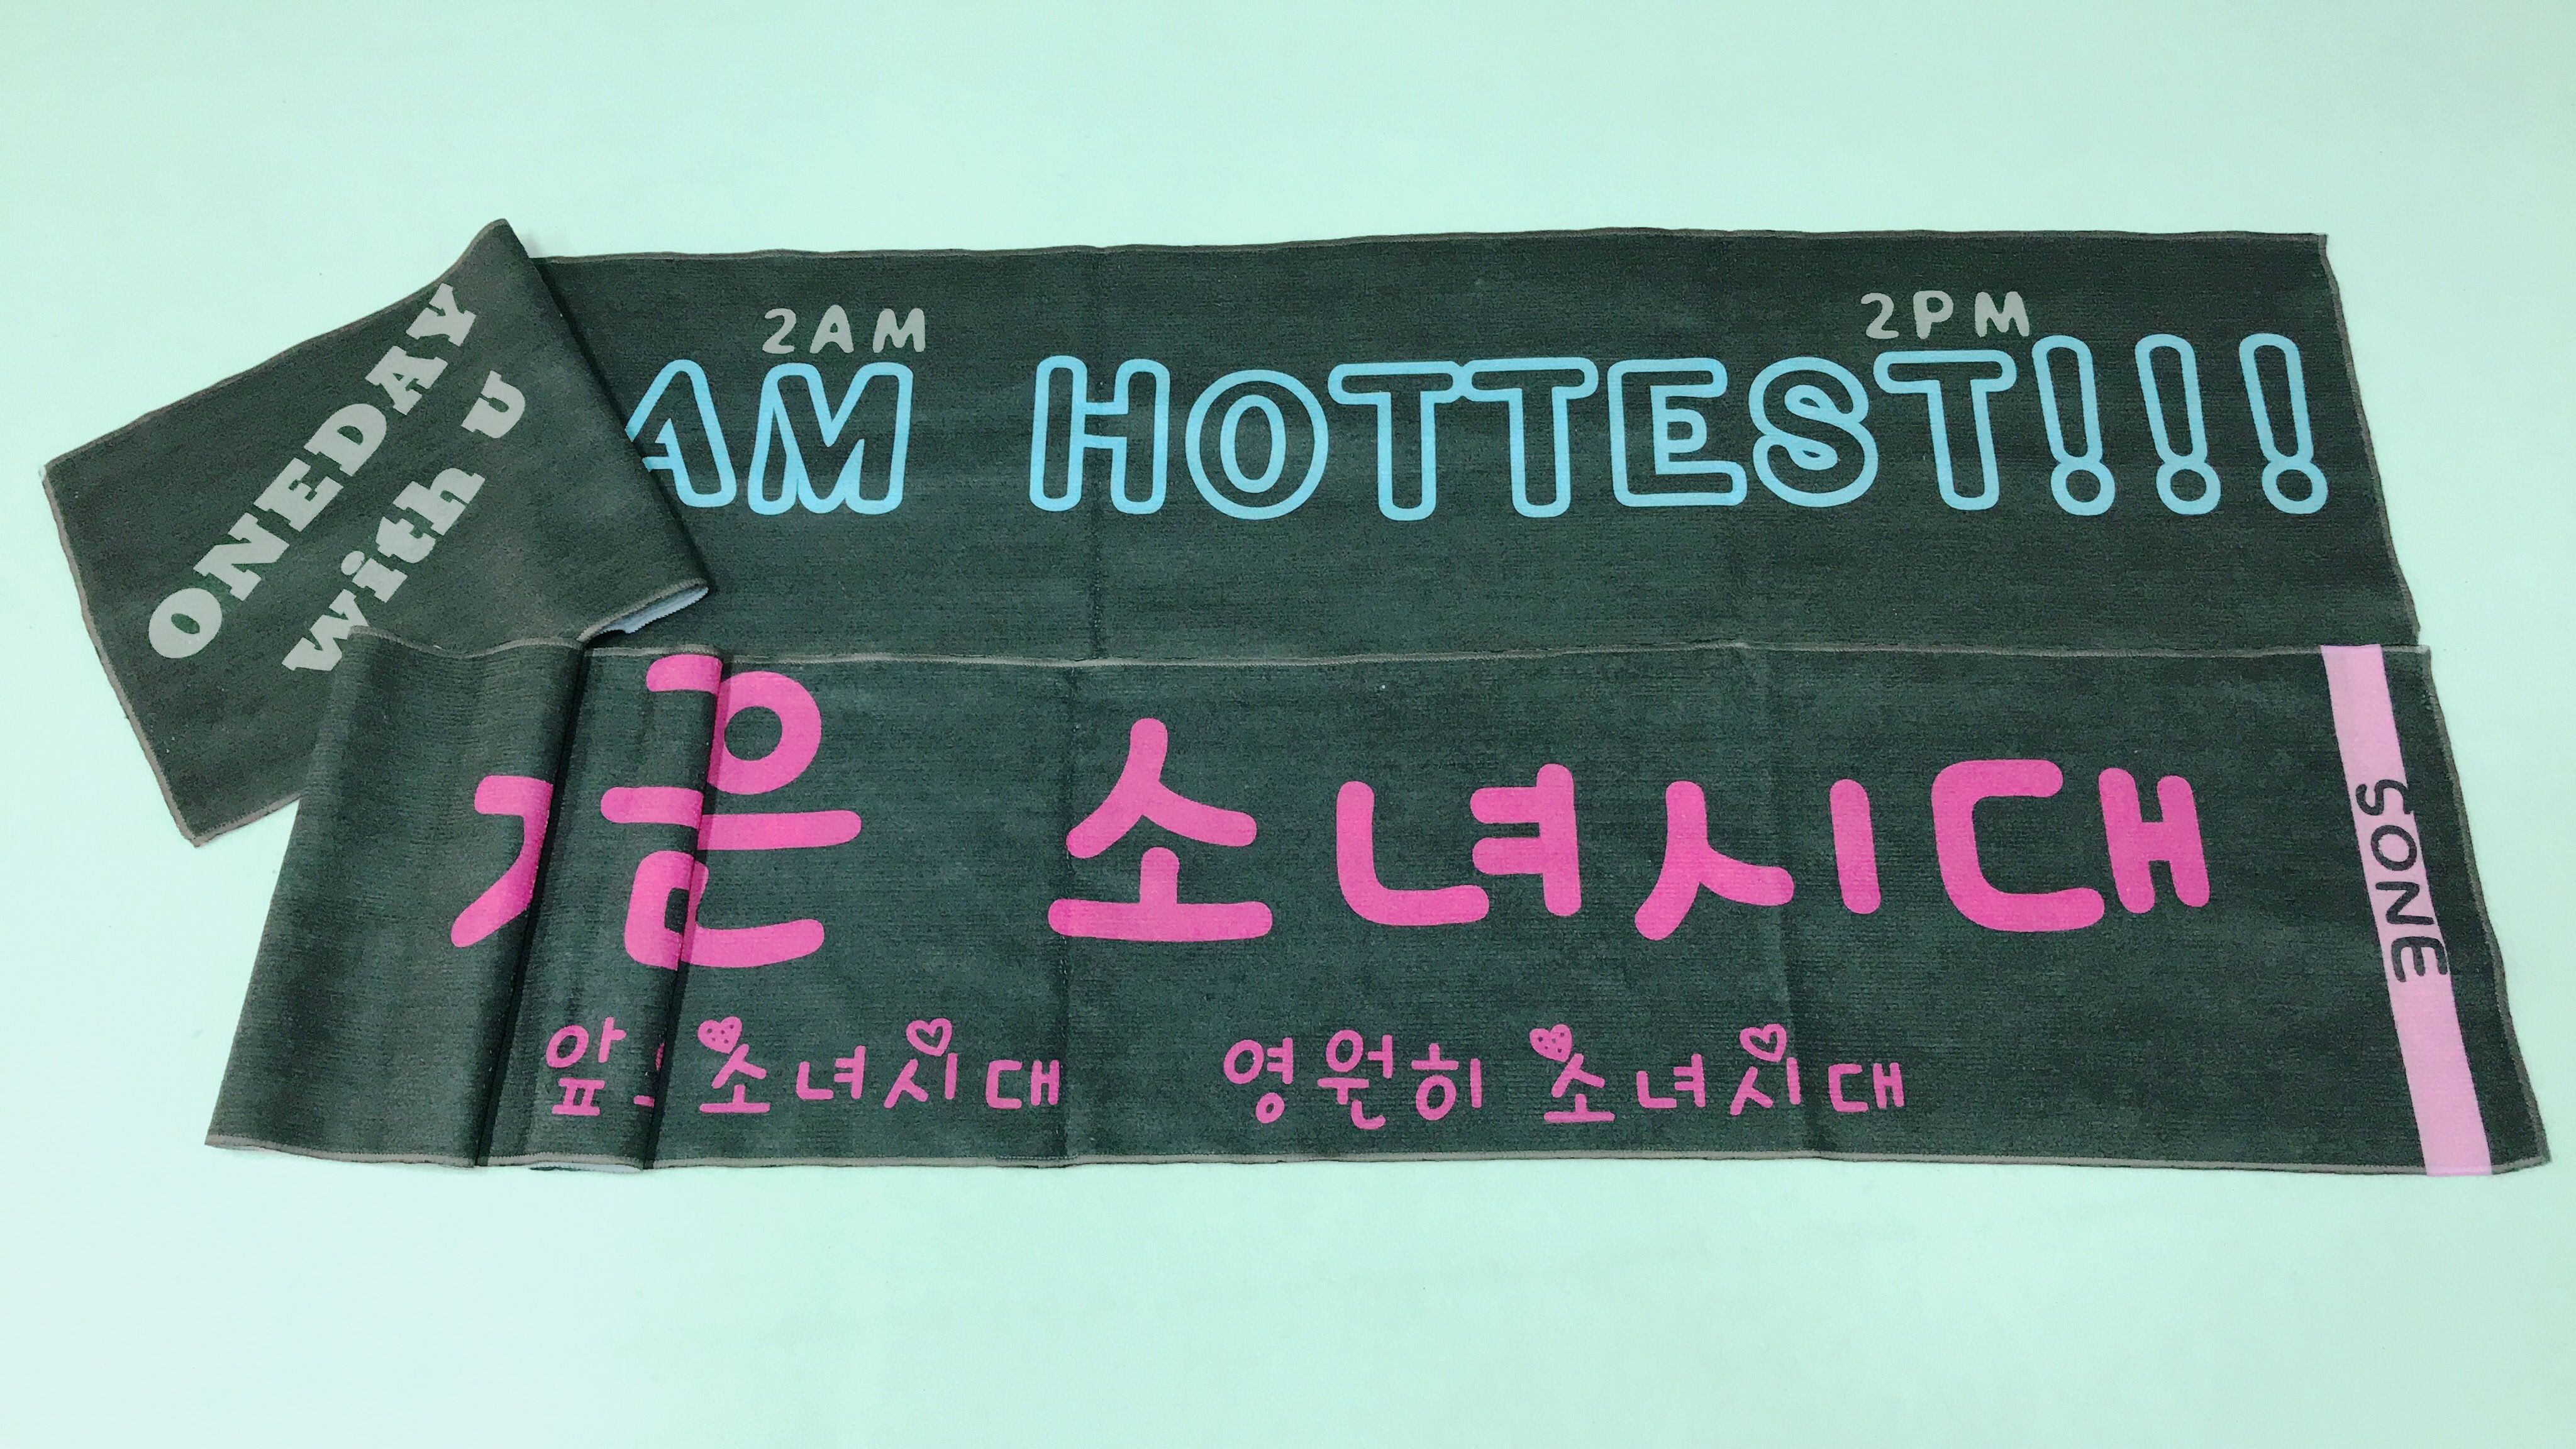 ONEDAY
with U
2AM 2PM
AM HOTTEST!!!
소녀시대
소녀시대 영원히 소녀시대
SONE